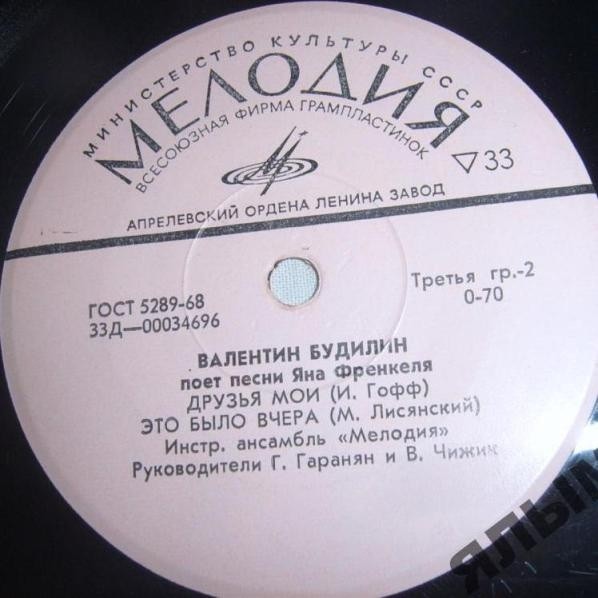 МИНИСТЕРСТВО КУЛЬТУРЫ СССР
МЕЛОДИЯ
ВСЕСОЮЗНАЯ ФИРМА ГРАМПЛАСТИНОК
33
АПРЕЛЕВСКИЙ ОРДЕНА ЛЕНИНА ЗАВОД
ГОСТ 5289-68
33Д—00034696
Третья гр.-2
0-70
ВАЛЕНТИН БУДИЛИН
поет песни Яна Френкеля
ДРУЗЬЯ МОИ (И. Гофф)
ЭТО БЫЛО ВЧЕРА (М. Лисянский)
Инстр. ансамбль «Мелодия»
Руководители Г. Гаранян и В. Чижик